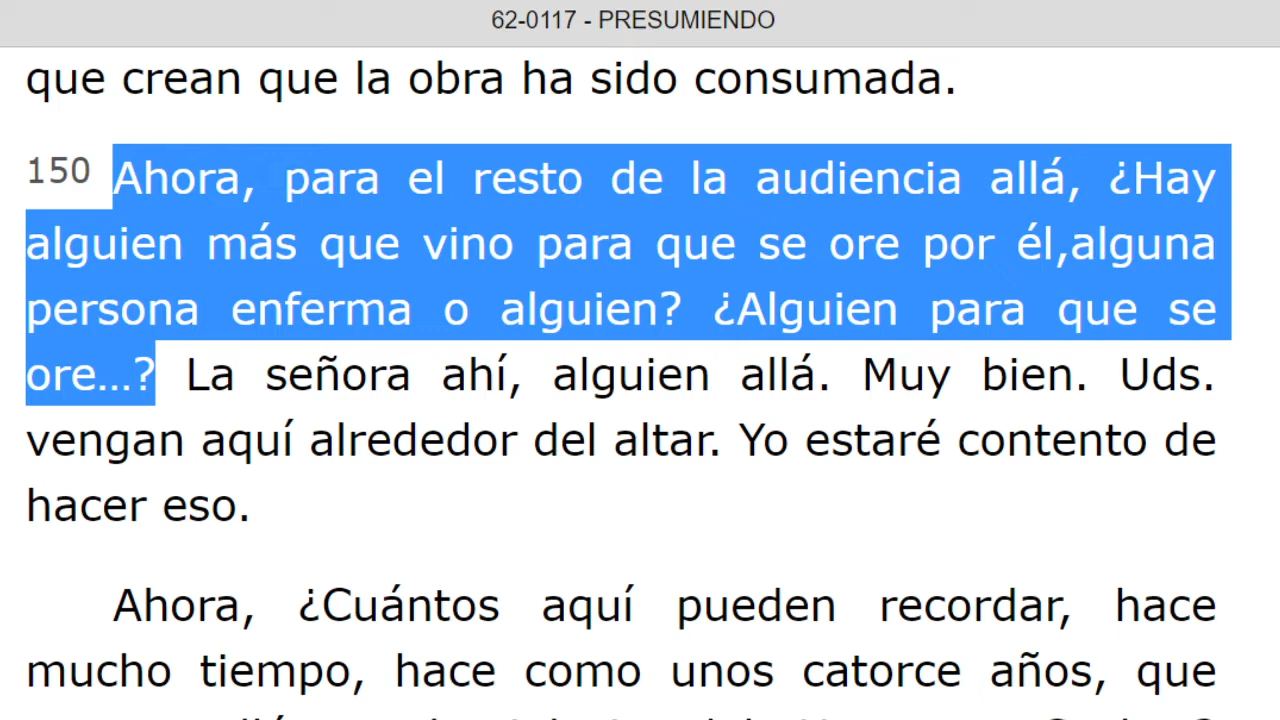 62-0117 - PRESUMIENDO
que crean que la obra ha sido consumada.
150 Ahora, para el resto de la audiencia allá, ¿Hay
alguien más que vino para que se ore por él,alguna
persona enferma o alguien? ¿Alguien para que se
ore...? La señora ahí, alguien allá. Muy bien. Uds.
vengan aquí alrededor del altar. Yo estaré contento de
hacer eso.
Ahora, ¿Cuántos aquí pueden recordar, hace
mucho tiempo, hace como unos catorce años, que